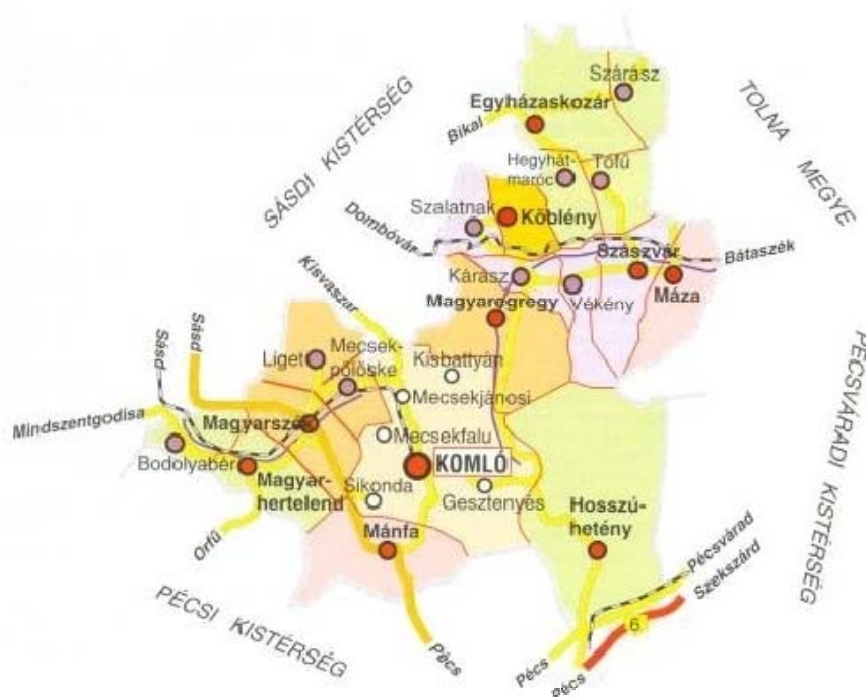 SÁSDI KISTÉRSÉG
TOLNA MEGYE
Szárász
Egyházaskozár
Bikal
Hegyhát-
maróc
Tófű
Szalatnak
Köblény
Dombóvár
Szászvár
Bátaszék
Kárász
Vékény
Máza
Magyaregregy
Kisvaszar
Sásd
Sásd
Liget
Mecsek-
pölöske
Kisbattyán
Mecsekjánosi
Mindszentgodisa
Magyarszék
Mecsekfalu
Bodolyabér
KOMLÓ
Magyar-
hertelend
Sikonda
Gesztenyés
Hosszú-
hetény
Mánfa
Orfű
PÉCSVÁRADI KISTÉRSÉG
Pécsvárad
Szekszárd
6.
PÉCSI KISTÉRSÉG
Pécs
Pécs
Pécs